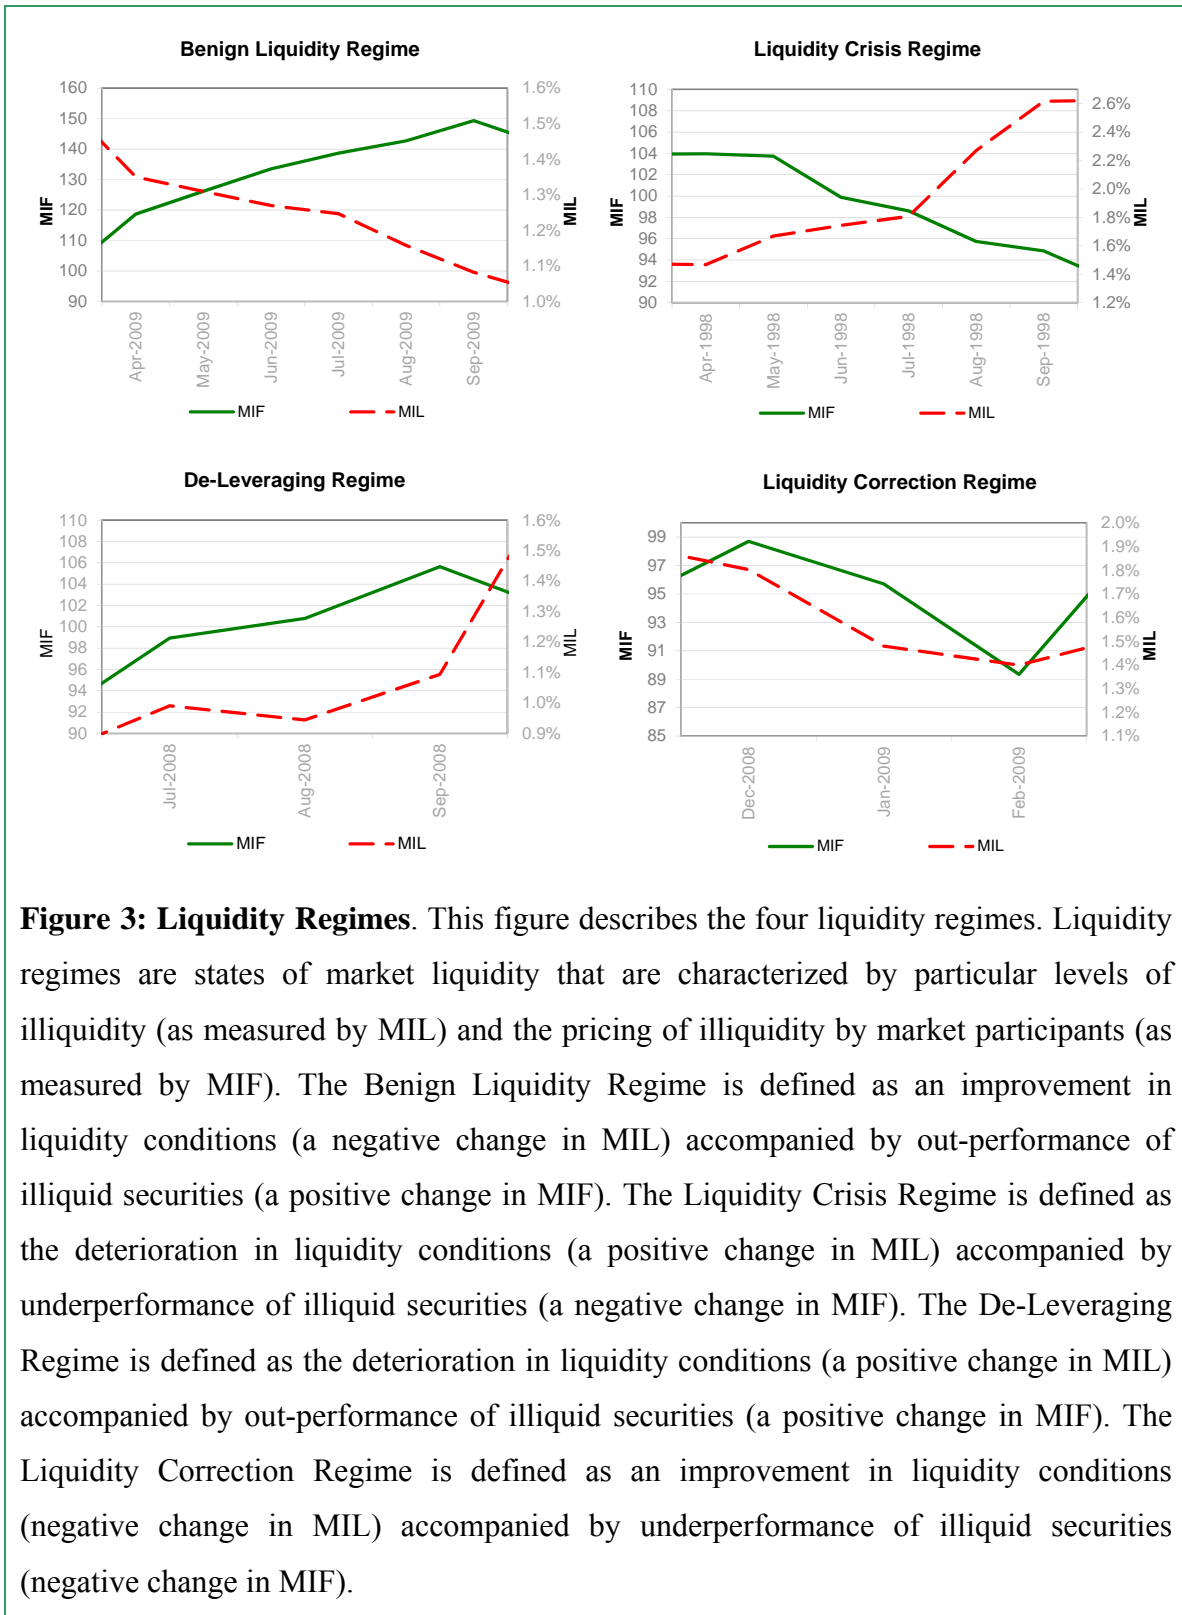 Benign Liquidity Regime
160
150
140
130
120
110
100
90
MIF
1.6%
1.5%
1.4%
1.3%
1.2%
1.1%
1.0%
MIL
Apr-2009
May-2009
Jun-2009
Jul-2009
Aug-2009
Sep-2009
MIF
MIL
Liquidity Crisis Regime
110
108
106
104
102
100
98
96
94
92
90
MIF
2.6%
2.4%
2.2%
2.0%
1.8%
1.6%
1.4%
1.2%
MIL
Apr-1998
May-1998
Jun-1998
Jul-1998
Aug-1998
Sep-1998
MIF
MIL
De-Leveraging Regime
110
108
106
104
102
100
98
96
94
92
90
MIF
1.6%
1.5%
1.4%
1.3%
1.2%
1.1%
1.0%
0.9%
MIL
Jul-2008
Aug-2008
Sep-2008
MIF
MIL
Liquidity Correction Regime
99
97
95
93
91
89
87
85
MIF
2.0%
1.9%
1.8%
1.7%
1.6%
1.5%
1.4%
1.3%
1.2%
1.1%
MIL
Dec-2008
Jan-2009
Feb-2009
MIF
MIL
Figure 3: Liquidity Regimes. This figure describes the four liquidity regimes. Liquidity
regimes are states of market liquidity that are characterized by particular levels of
illiquidity (as measured by MIL) and the pricing of illiquidity by market participants (as
measured by MIF). The Benign Liquidity Regime is defined as an improvement in
liquidity conditions (a negative change in MIL) accompanied by out-performance of
illiquid securities (a positive change in MIF). The Liquidity Crisis Regime is defined as
the deterioration in liquidity conditions (a positive change in MIL) accompanied by
underperformance of illiquid securities (a negative change in MIF). The De-Leveraging
Regime is defined as the deterioration in liquidity conditions (a positive change in MIL)
accompanied by out-performance of illiquid securities (a positive change in MIF). The
Liquidity Correction Regime is defined as an improvement in liquidity conditions
(negative change in MIL) accompanied by underperformance of illiquid securities
(negative change in MIF).